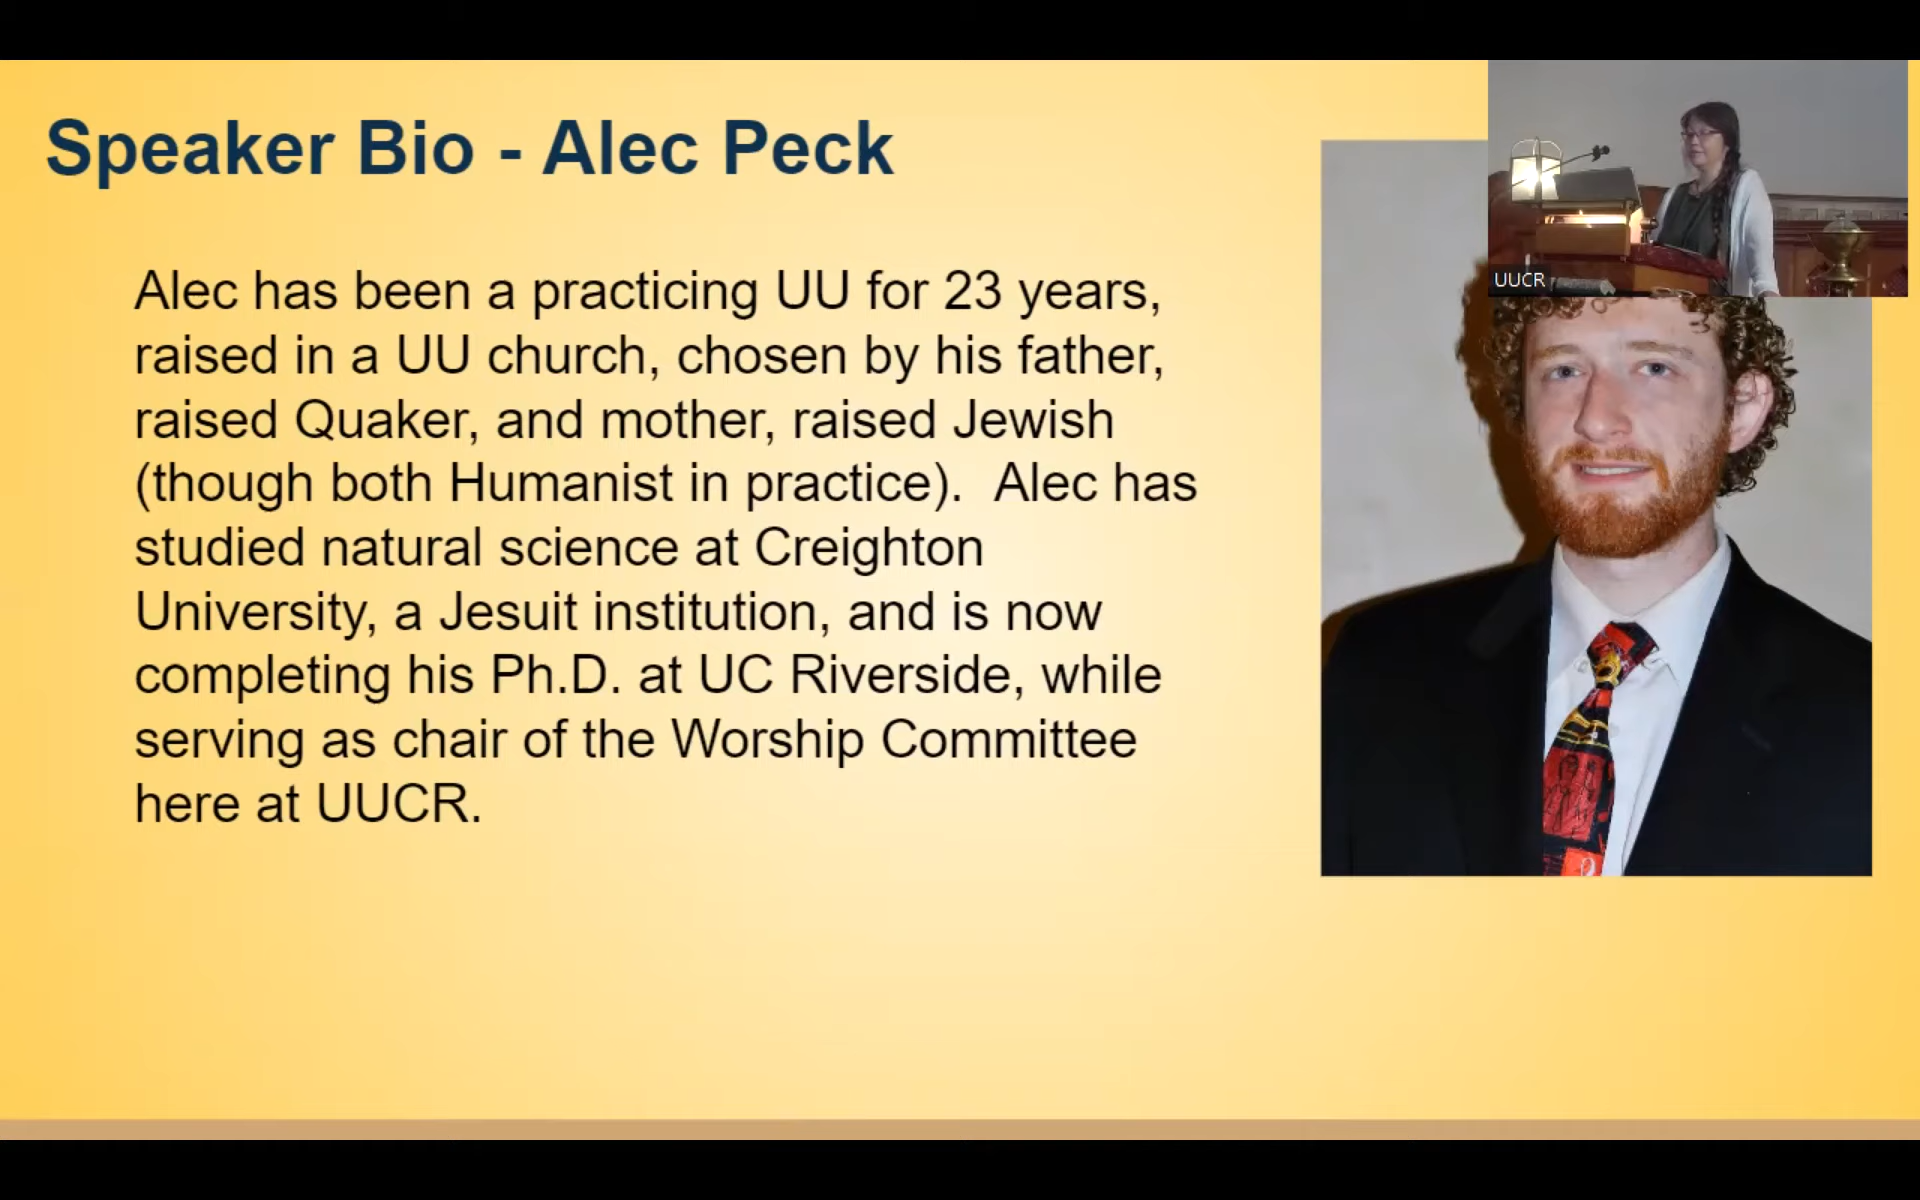 Speaker Bio - Alec Peck
UUCR
Alec has been a practicing UU for 23 years,
raised in a UU church, chosen by his father,
raised Quaker, and mother, raised Jewish
(though both Humanist in practice).  Alec has
studied natural science at Creighton
University, a Jesuit institution, and is now
completing his Ph.D. at UC Riverside, while
serving as chair of the Worship Committee
here at UUCR.